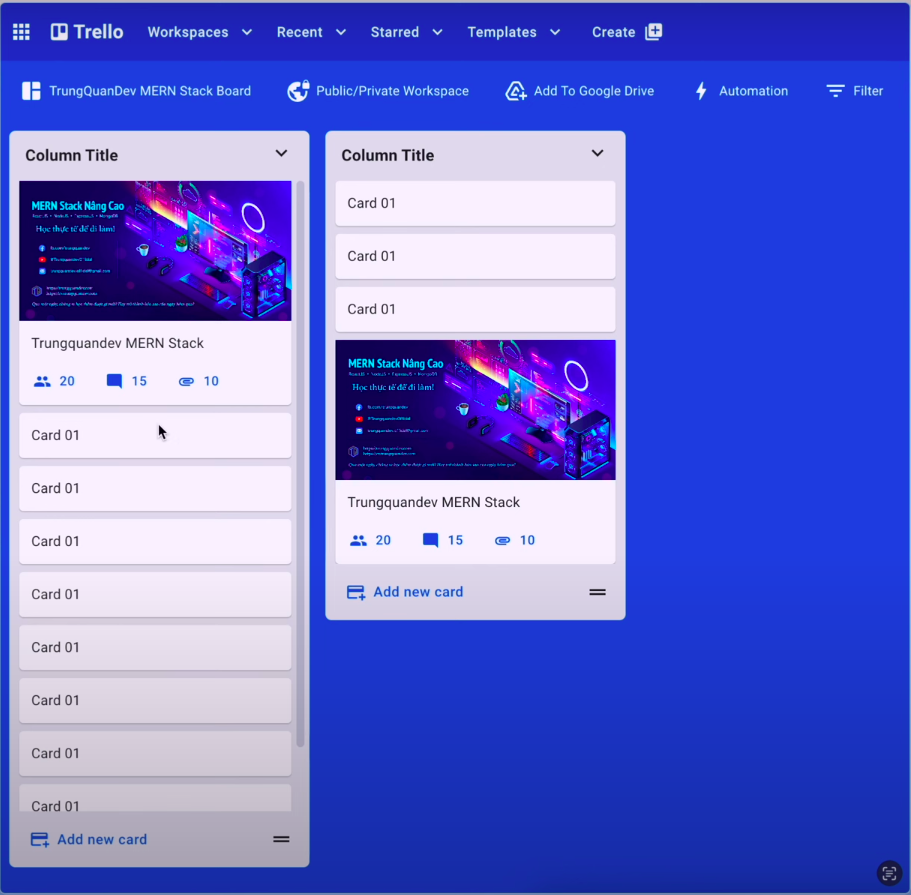 Trello
Workspaces
Recent
Starred
Templates
Create
TrungQuanDev MERN Stack Board
Public/Private Workspace
Add To Google Drive
Automation
Filter
Column Title
MERN Stack Nâng Cao
Học thực tế để đi làm!
Trungquandev MERN Stack
20 15 10
Card 01
Card 01
Card 01
Card 01
Card 01
Card 01
Card 01
Card 01
Add new card
Column Title
Card 01
Card 01
Card 01
MERN Stack Nâng Cao
Học thực tế để đi làm!
Trungquandev MERN Stack
20 15 10
Add new card